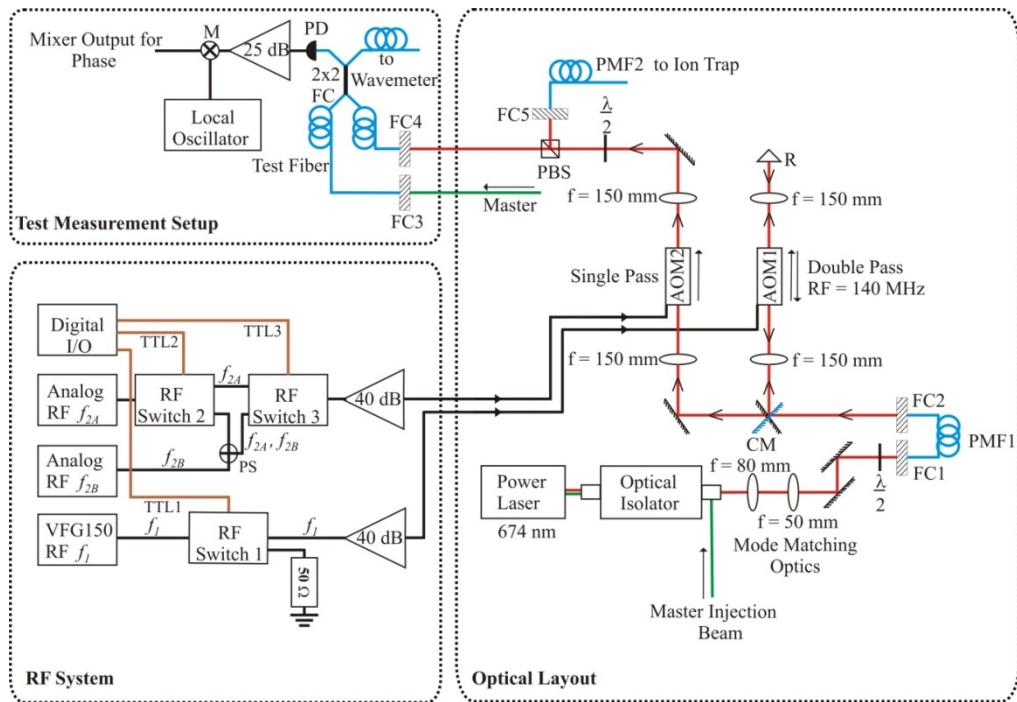 Mixer Output for
Phase
M
25 dB
PD
2x2
FC
to
Wavemeter
Local
Oscillator
Test Fiber
FC4
FC3
Master
Test Measurement Setup
PMF2 to Ion Trap
FC5
λ
2
PBS
R
f = 150 mm
f = 150 mm
Single Pass
AOM2
AOM1
Double Pass
RF = 140 MHz
f = 150 mm
f = 150 mm
CM
FC2
FC1
PMF1
λ
2
f = 80 mm
f = 50 mm
Mode Matching
Optics
Power
Laser
674 nm
Optical
Isolator
Master Injection
Beam
Optical Layout
Digital
I/O
TTL2
TTL3
Analog
RF f2A
RF
Switch 2
f2A
RF
Switch 3
40 dB
f2A, f2B
PS
Analog
RF f2B
f2B
TTL1
VFG150
RF f1
f1
RF
Switch 1
f1
40 dB
50 Ω
RF System